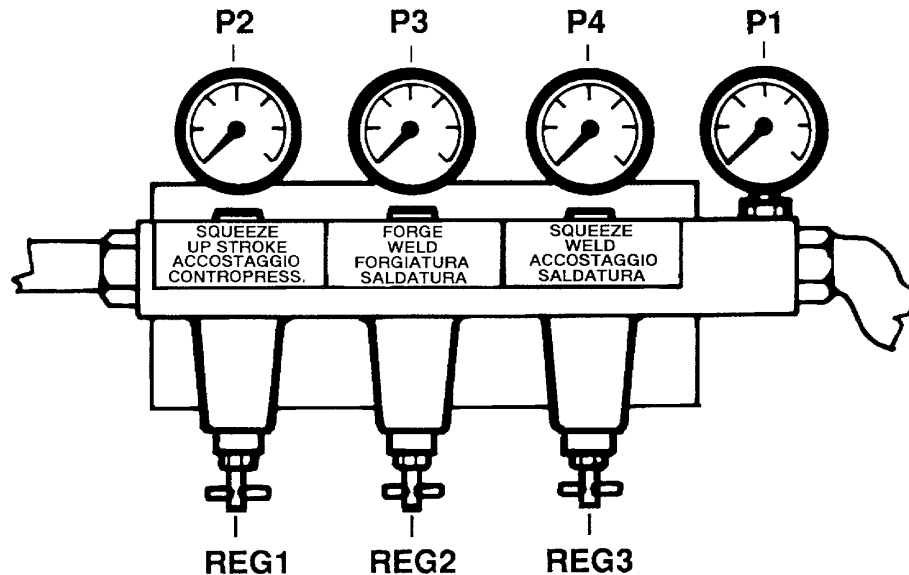 P2 P3 P4 P1
SQUEEZE
UP STROKE
ACCOSTAGGIO
CONTROPRESS.
FORGE
WELD
FORGIATURA
SALDATURA
SQUEEZE
WELD
ACCOSTAGGIO
SALDATURA
REG1 REG2 REG3